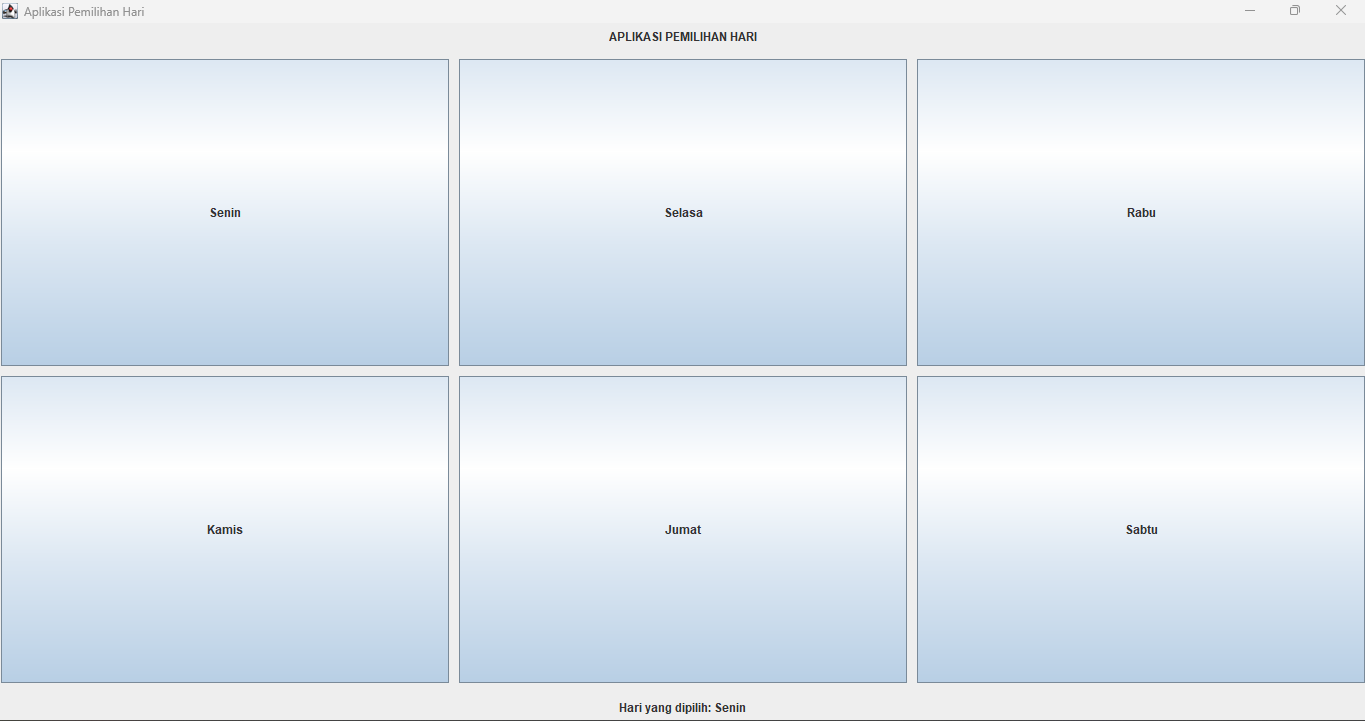 Aplikasi Pemilihan Hari
APLIKASI PEMILIHAN HARI
Senin
Selasa
Rabu
Kamis
Jumat
Sabtu
Hari yang dipilih: Senin